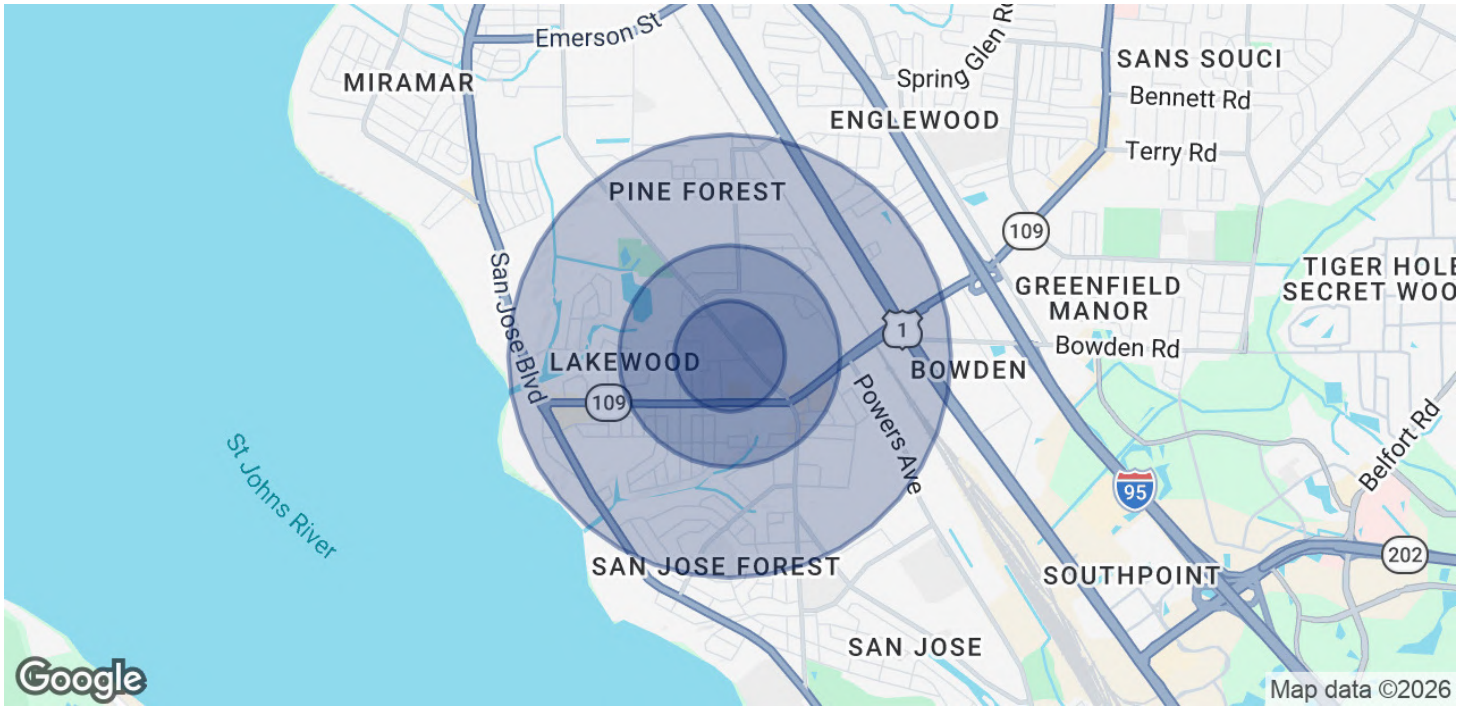 Emerson St
Spring Glen Rd
SANS SOUCI
MIRAMAR
Bennett Rd
ENGLEWOOD
Terry Rd
PINE FOREST
109
San Jose Blvd
TIGER HOLE
SECRET WOO
GREENFIELD
MANOR
1
Bowden Rd
LAKEWOOD
BOWDEN
109
Powers Ave
Belfort Rd
St Johns River
95
202
SAN JOSE FOREST
SOUTHPOINT
SAN JOSE
Google
Map data ©2026